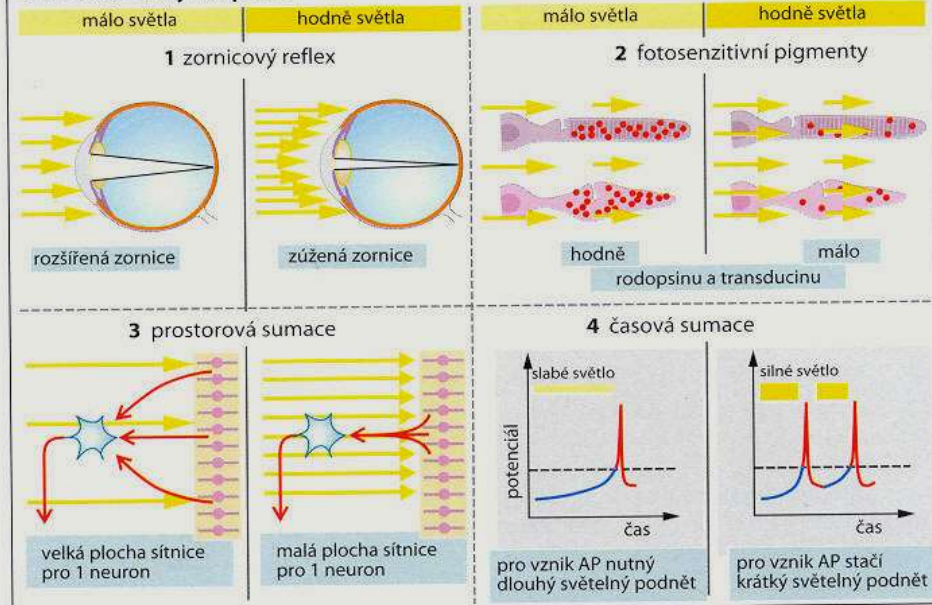 málo světla
hodně světla
málo světla
hodně světla
1 zornicový reflex
2 fotosenzitivní pigmenty
rozšířená zornice
zúžená zornice
hodně
málo
rodopsinu a transducinu
3 prostorová sumace
4 časová sumace
velká plocha sítnice
pro 1 neuron
malá plocha sítnice
pro 1 neuron
slabé světlo
potenciál
čas
silné světlo
čas
pro vznik AP nutný
dlouhý světelný podnět
pro vznik AP stačí
krátký světelný podnět